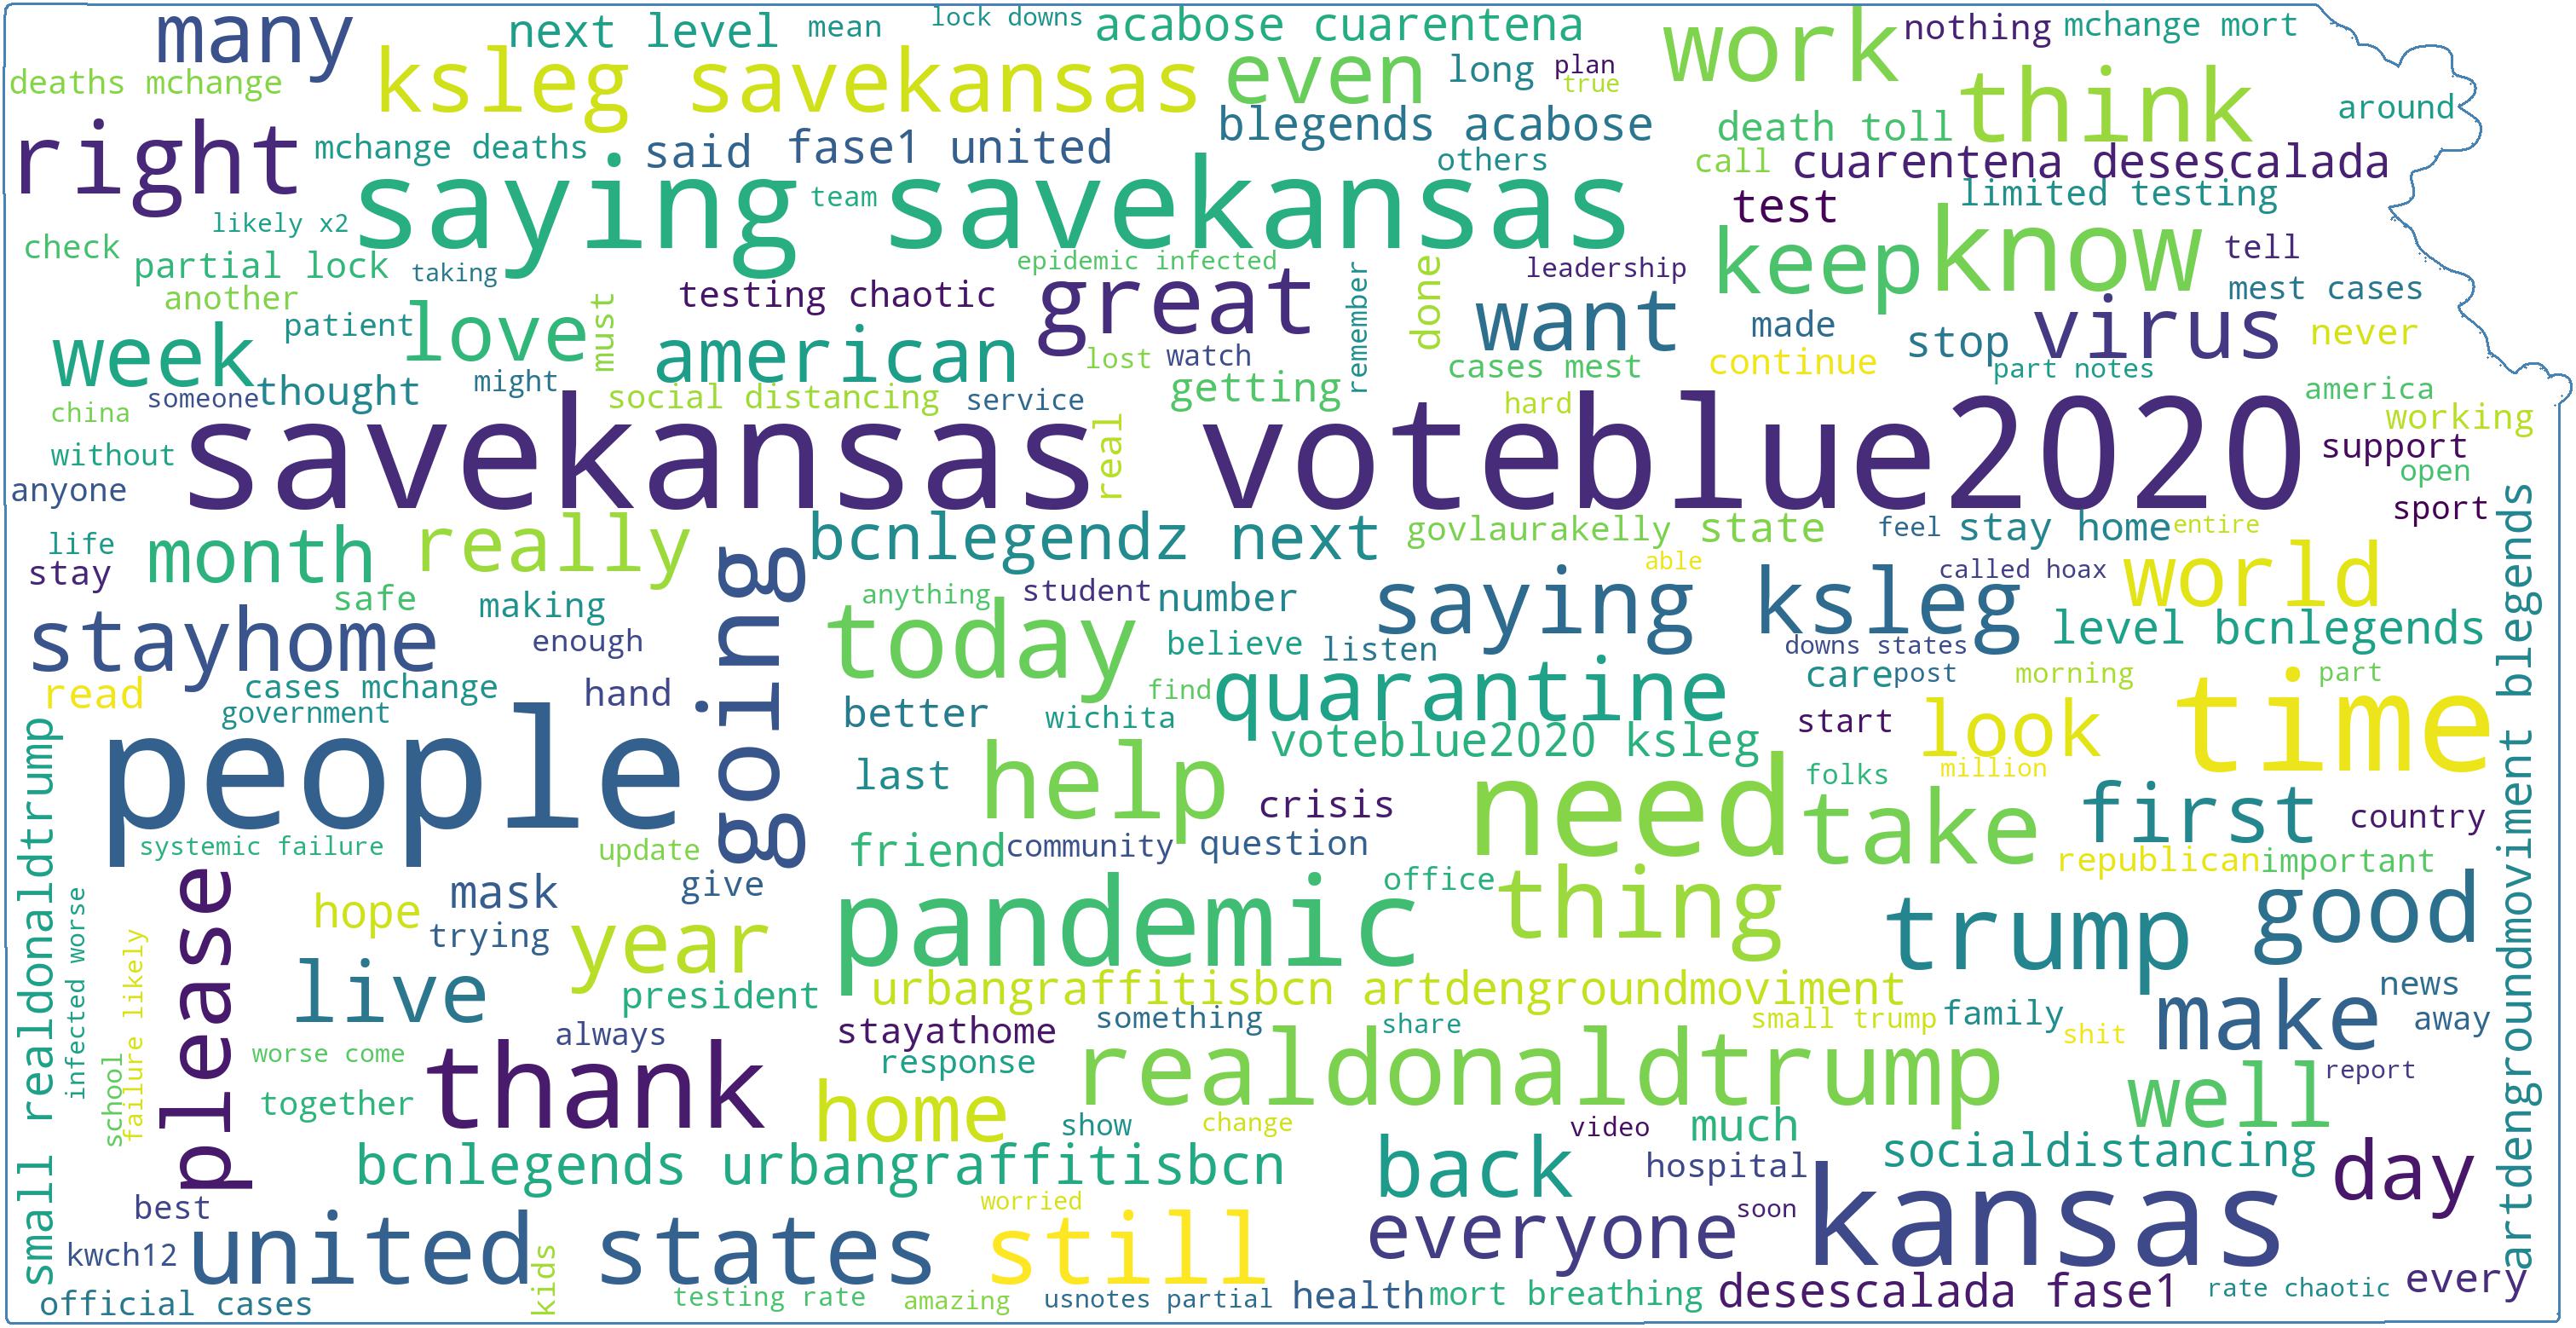 many
next level
mean
lock downs
acabose cuarentena
work
nothing
mchange mort
deaths mchange
ksleg savekansas
even
long
plan
true
think
around
right
mchange deaths
said
fase1 united
blegends acabose
others
death toll
call
cuarentena desescalada
likely x2
saying savekansas
team
test
limited testing
check
partial lock
taking
epidemic infected
keep
know
tell
another
patient
love
must
testing chaotic
great
remember
done
leadership
want
made
mest cases
week
american
lost
watch
cases mest
continue
stop
virus
never
thought
might
social distancing
service
getting
part notes
china
someone
hard
america
working
without
savekansas voteblue2020
real
support
open
anyone
sport
life
month
really
going
bcnlegendz next
govlaurakelly state
feel
stay home
entire
stay
safe
making
anything
student
number
able
called hoax
world
stayhome
enough
today
believe
listen
saying ksleg
downs states
level bcnlegends
read
cases mchange
hand
government
better
find
wichita
quarantine
care
post
morning
part
people
voteblue2020 ksleg
start
look
time
last
help
crisis
need
folks
million
take
first
country
systemic failure
update
friend
community
question
republican
important
small realdonaldtrump
please
hope
mask
give
office
pandemic
thing
trump
good
artdengroundmoviment blegends
infected worse
failure likely
trying
year
live
president
urbangraffitisbcn artdengroundmoviment
news
make
away
school
worse come
always
stayathome
something
share
small trump
family
shit
together
thank
response
realdonaldtrump
well
report
home
show
change
video
much
bcnlegends urbangraffitisbcn
back
hospital
socialdistancing
day
best
worried
everyone
soon
kansas
kwch12
united states
kids
still
official cases
testing rate
amazing
usnotes partial
health
mort breathing
desescalada fase1
rate chaotic
every